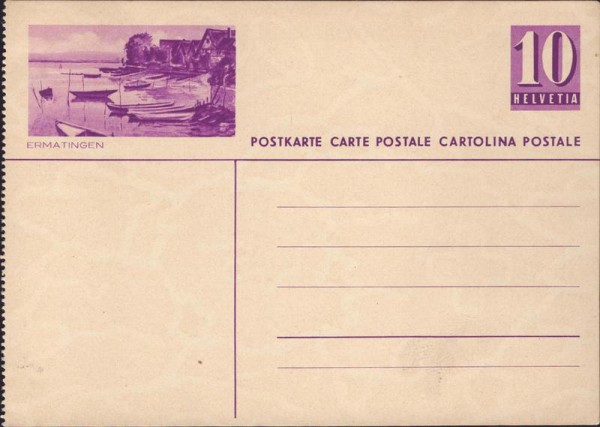 10
HELVETIA
POSTKARTE CARTE POSTALE CARTOLINA POSTALE
ERMATINGEN